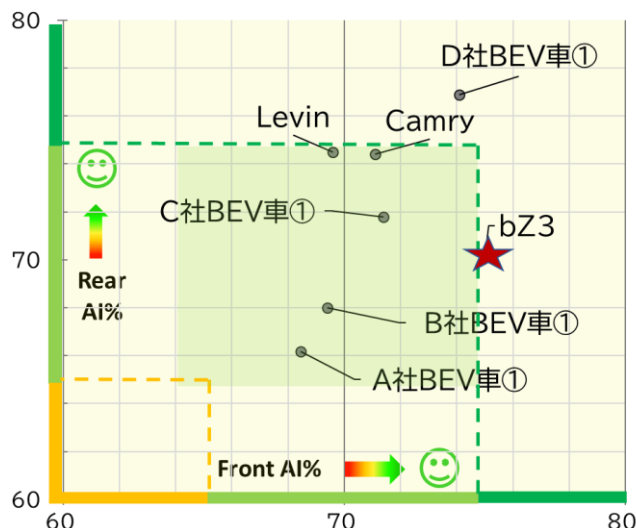 80
D社BEV車①
Levin
Camry
C社BEV車①
bZ3
70
Rear
AI%
B社BEV車①
A社BEV車①
Front AI%
60
60
70
80